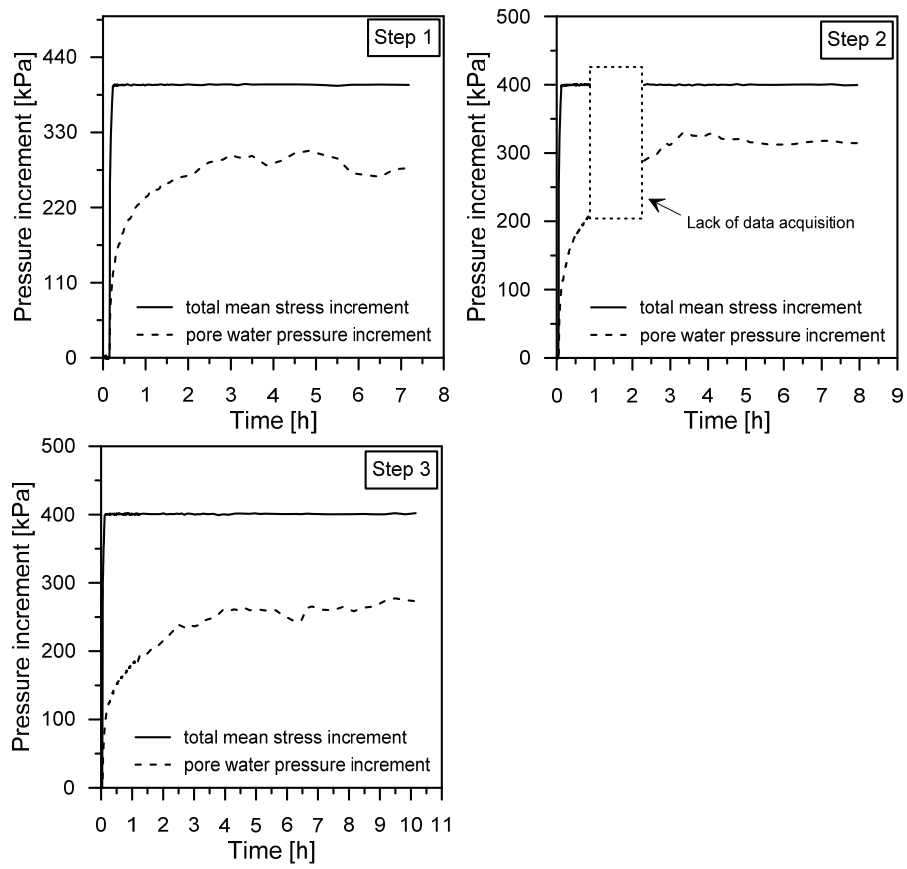 Step 1
Pressure increment [kPa]
440
330
220
110
0
total mean stress increment
pore water pressure increment
0 1 2 3 4 5 6 7 8
Time [h]
Step 2
Pressure increment [kPa]
500
400
300
200
100
0
Lack of data acquisition
total mean stress increment
pore water pressure increment
0 1 2 3 4 5 6 7 8 9
Time [h]
Step 3
Pressure increment [kPa]
500
400
300
200
100
0
total mean stress increment
pore water pressure increment
0 1 2 3 4 5 6 7 8 9 10 11
Time [h]